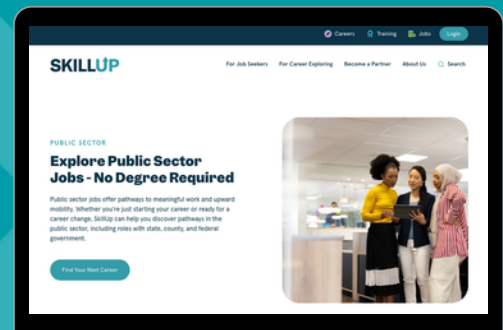 Careers Training Jobs Login
SKILLUP For Job Seekers For Career Exploring Become a Partner About Us Search
PUBLIC SECTOR
Explore Public Sector
Jobs - No Degree Required
Public sector jobs offer pathways to meaningful work and upward
mobility. Whether you're just starting your career or ready for a
career change, SkillUp can help you discover pathways in the
public sector, including roles with state, county, and federal
government.
Find Your Next Career